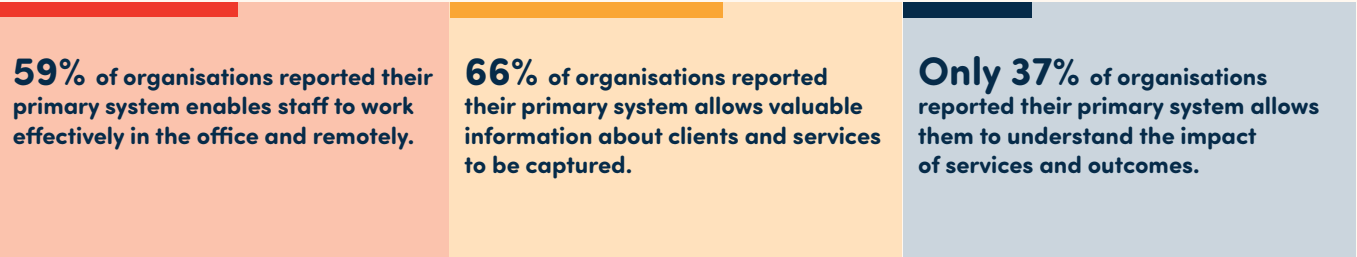 59% of organisations reported their
primary system enables staff to work
effectively in the office and remotely.
66% of organisations reported
their primary system allows valuable
information about clients and services
to be captured.
Only 37% of organisations
reported their primary system allows
them to understand the impact
of services and outcomes.